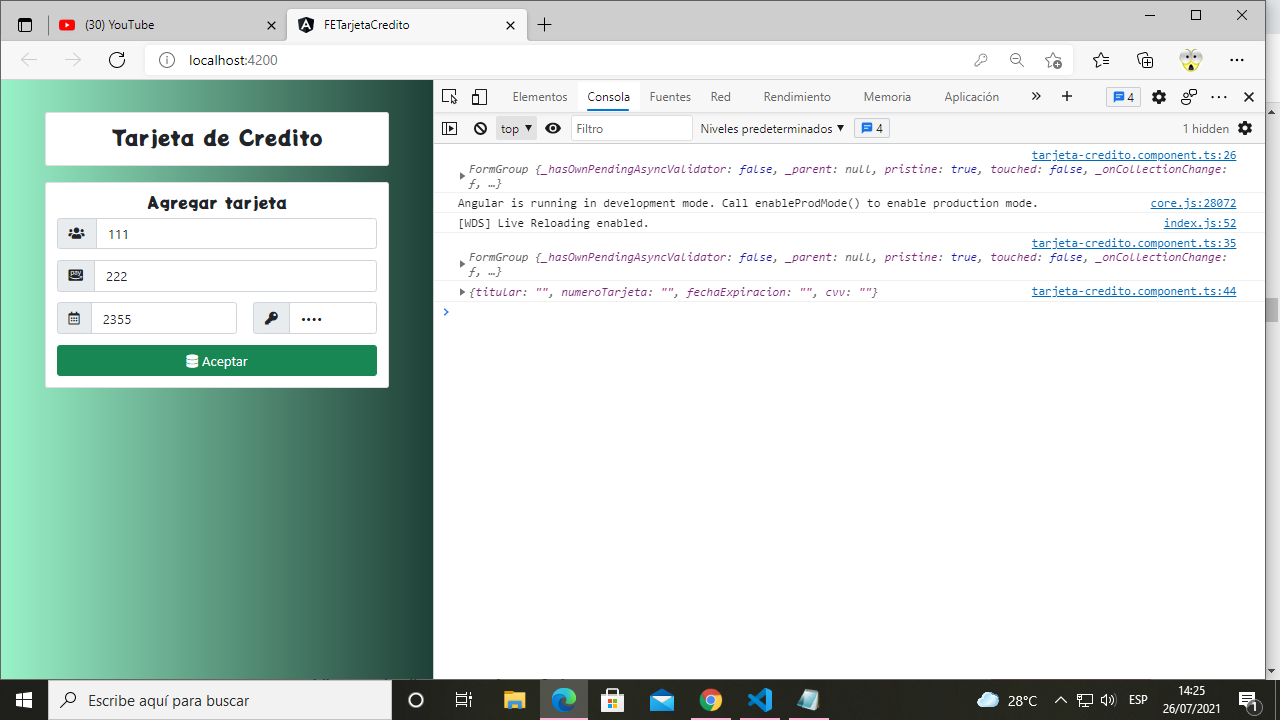 (30) YouTube
FETarjetaCredito
localhost:4200
Tarjeta de Credito
Agregar tarjeta
111
pay
222
2355
••••
Aceptar
Elementos Consola Fuentes Red Rendimiento Memoria Aplicación » + 4
top ▼ Filtro Niveles predeterminados ▼ 4 1 hidden
tarjeta-credito.component.ts:26
FormGroup {_hasOwnPendingAsyncValidator: false, _parent: null, pristine: true, touched: false, _onCollectionChange:
ƒ, …}
Angular is running in development mode. Call enableProdMode() to enable production mode. core.js:28072
[WDS] Live Reloading enabled. index.js:52
tarjeta-credito.component.ts:35
FormGroup {_hasOwnPendingAsyncValidator: false, _parent: null, pristine: true, touched: false, _onCollectionChange:
ƒ, …}
{titular: "", numeroTarjeta: "", fechaExpiracion: "", cvv: ""} tarjeta-credito.component.ts:44
Escribe aquí para buscar
28°C
ESP
14:25
26/07/2021
1